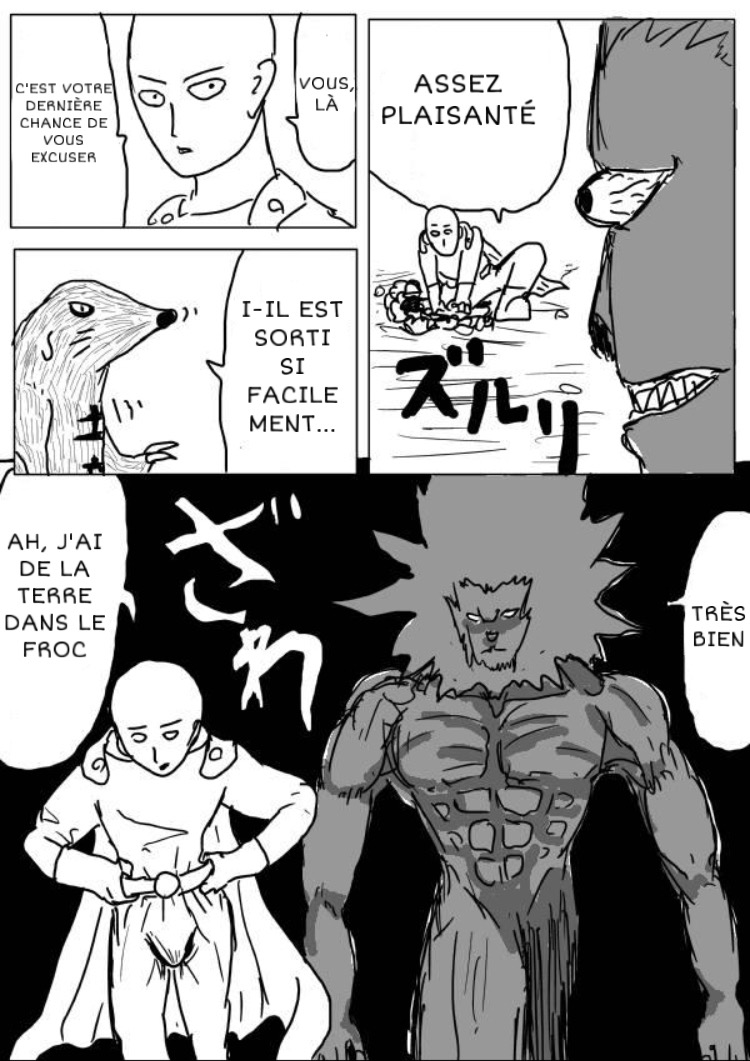 ASSEZ
PLAISANTÉ
ズルリ
VOUS,
LÀ
C'EST VOTRE
DERNIÈRE
CHANCE DE
VOUS
EXCUSER
I-IL EST
SORTI
SI
FACILE
MENT...
TRÈS
BIEN
ざわ
AH, J'AI
DE LA
TERRE
DANS LE
FROC